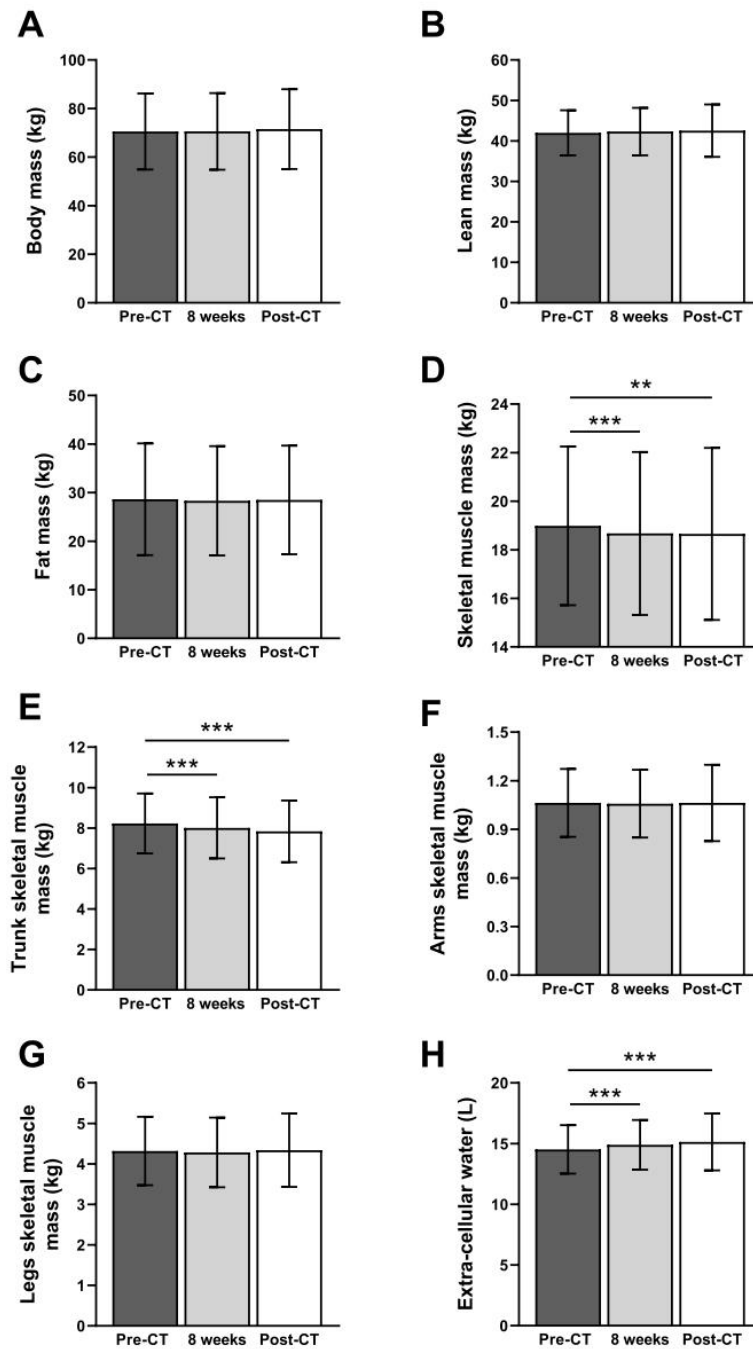 A
Body mass (kg)
100
80
60
40
20
0
Pre-CT 8 weeks Post-CT
B
Lean mass (kg)
60
50
40
30
20
10
0
Pre-CT 8 weeks Post-CT
C
Fat mass (kg)
50
40
30
20
10
0
Pre-CT 8 weeks Post-CT
D
Skeletal muscle mass (kg)
24
22
20
18
16
14
**
***
Pre-CT 8 weeks Post-CT
E
Trunk skeletal muscle
mass (kg)
12
10
8
6
4
2
0
***
***
Pre-CT 8 weeks Post-CT
F
Arms skeletal muscle
mass (kg)
1.5
1.2
0.9
0.6
0.3
0.0
Pre-CT 8 weeks Post-CT
G
Legs skeletal muscle
mass (kg)
6
5
4
3
2
1
0
Pre-CT 8 weeks Post-CT
H
Extra-cellular water (L)
20
15
10
5
0
***
***
Pre-CT 8 weeks Post-CT